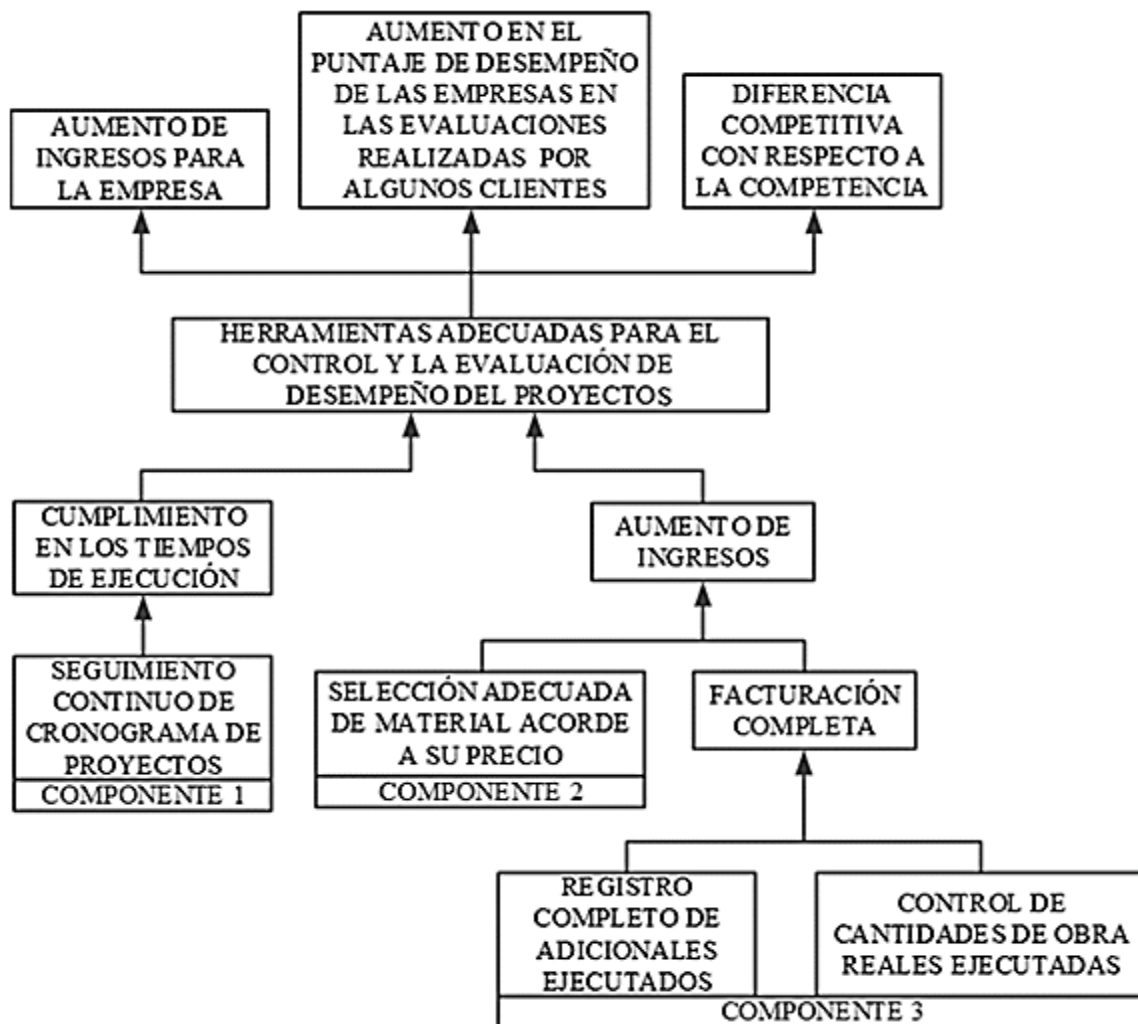 AUMENTO DE
INGRESOS PARA
LA EMPRESA
AUMENTO EN EL
PUNTAJE DE DESEMPEÑO
DE LAS EMPRESAS EN
LAS EVALUACIONES
REALIZADAS POR
ALGUNOS CLIENTES
DIFERENCIA
COMPETITIVA
CON RESPECTO A
LA COMPETENCIA
HERRAMIENTAS ADECUADAS PARA EL
CONTROL Y LA EVALUACIÓN DE
DESEMPEÑO DEL PROYECTOS
CUMPLIMIENTO
EN LOS TIEMPOS
DE EJECUCIÓN
AUMENTO DE
INGRESOS
SEGUIMIENTO
CONTINUO DE
CRONOGRAMA DE
PROYECTOS
COMPONENTE 1
SELECCIÓN ADECUADA
DE MATERIAL ACORDE
A SU PRECIO
COMPONENTE 2
FACTURACIÓN
COMPLETA
REGISTRO
COMPLETO DE
ADICIONALES
EJECUTADOS
CONTROL DE
CANTIDADES DE OBRA
REALES EJECUTADAS
COMPONENTE 3